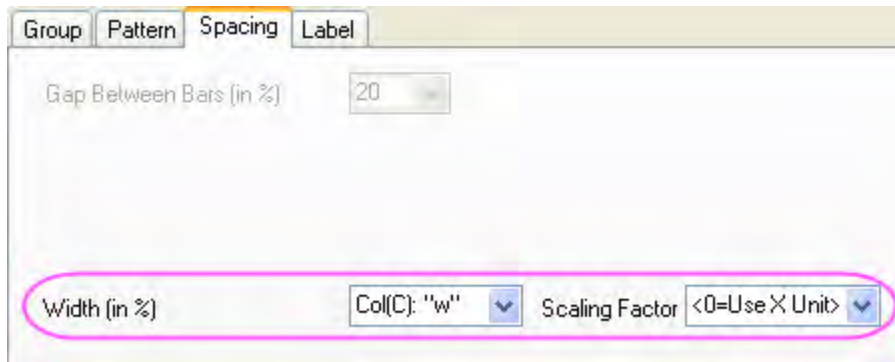 Group Pattern Spacing Label
Gap Between Bars (in %) 20
Width (in %) Col(C): "w" Scaling Factor <0=Use X Unit>